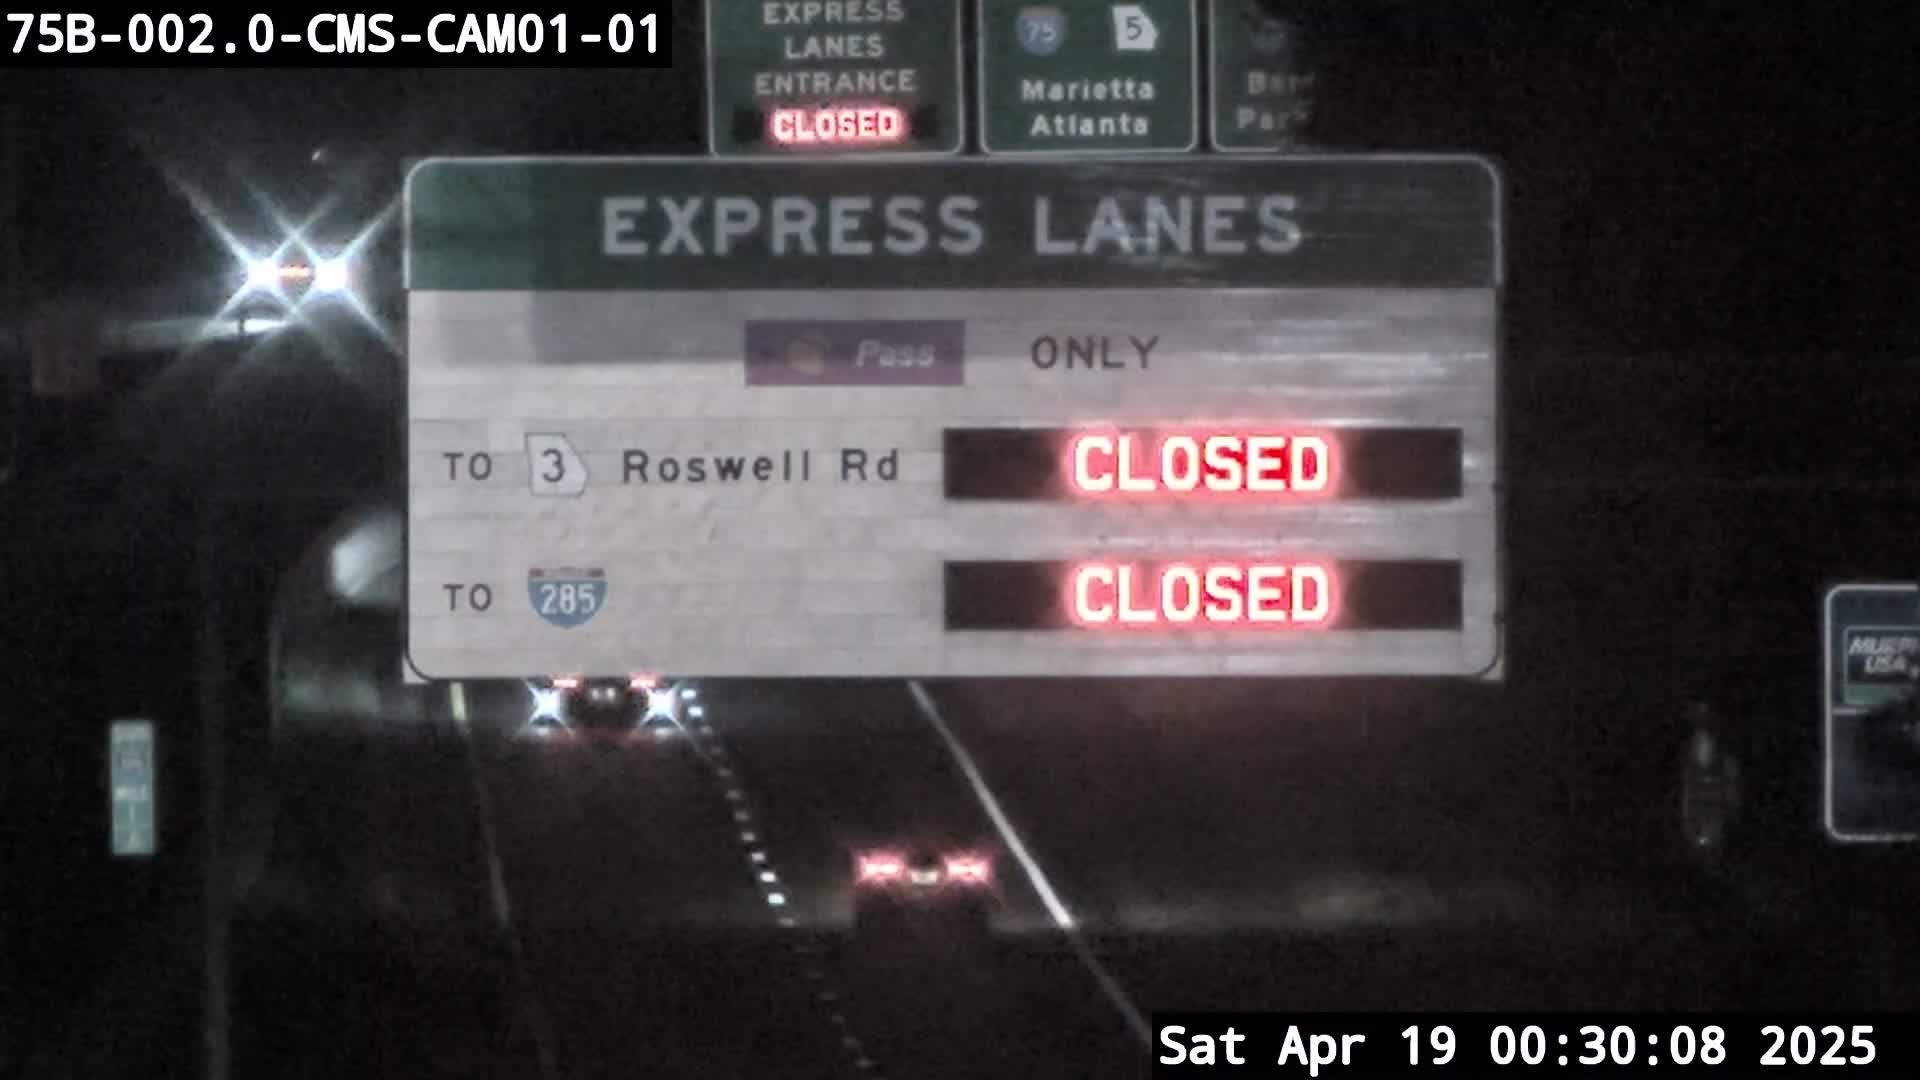 75B-002.0-CMS-CAM01-01
EXPRESS
LANES
ENTRANCE
CLOSED
75 5
Marietta
Atlanta
EXPRESS LANES
Pass ONLY
TO 3 Roswell Rd CLOSED
TO 285 CLOSED
USA
Sat Apr 19 00:30:08 2025